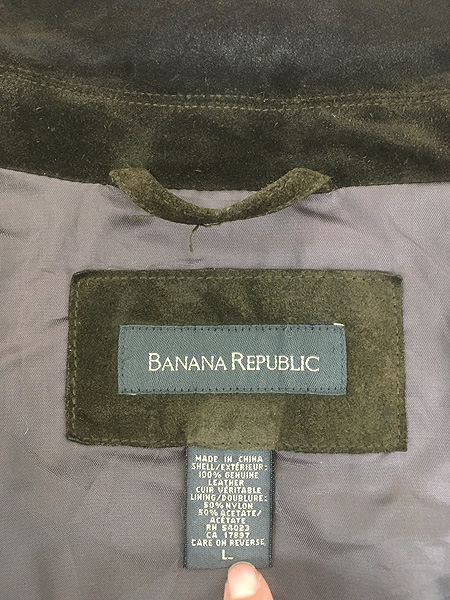 BANANA REPUBLIC
MADE IN CHINA
SHELL/EXTÉRIEUR:
100% GENUINE
LEATHER
CUIR VÉRITABLE
LINING/DOUBLURE:
50% NYLON
50% ACETATE/
ACÉTATE
RN 54023
CA 17897
CARE ON REVERSE
L